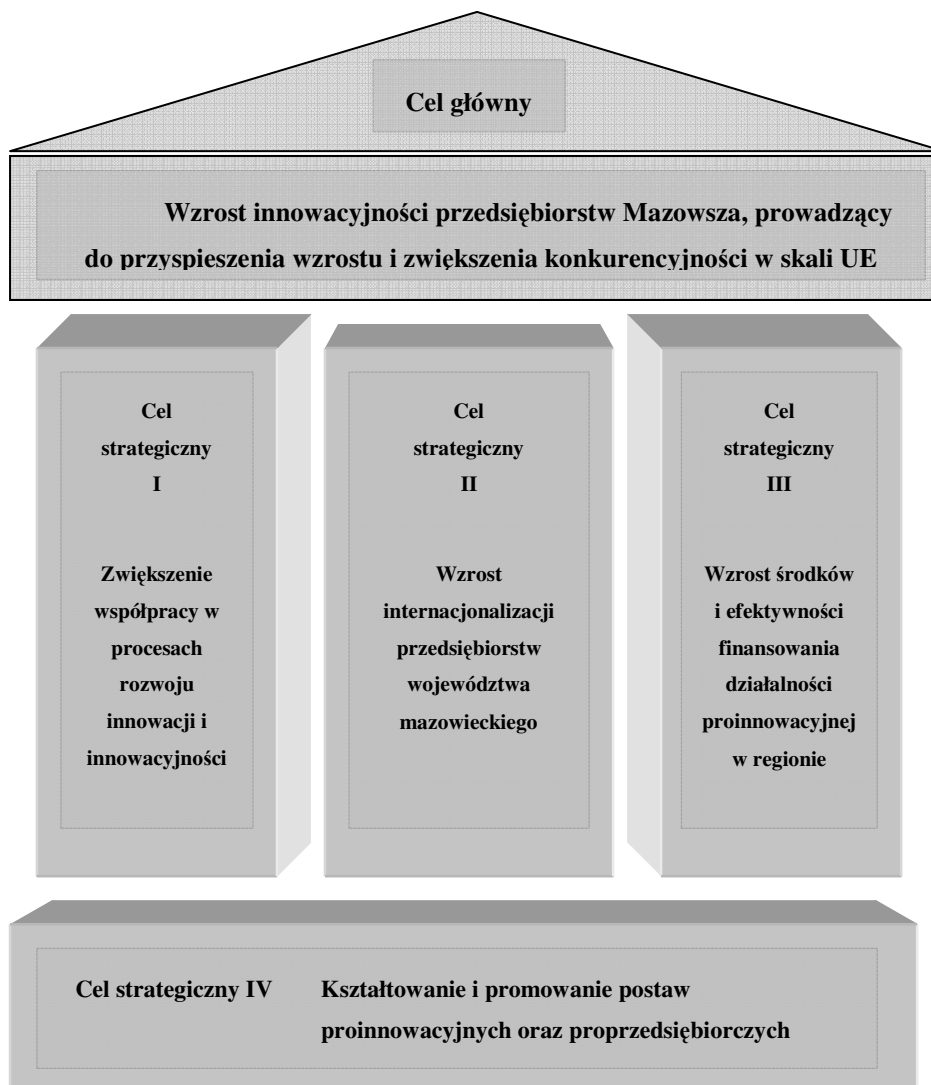 Cel główny
Wzrost innowacyjności przedsiębiorstw Mazowsza, prowadzący
do przyspieszenia wzrostu i zwiększenia konkurencyjności w skali UE
Cel
strategiczny
I
Zwiększenie
współpracy w
procesach
rozwoju
innowacji i
innowacyjności
Cel
strategiczny
II
Wzrost
internacjonalizacji
przedsiębiorstw
województwa
mazowieckiego
Cel
strategiczny
III
Wzrost środków
i efektywności
finansowania
działalności
proinnowacyjnej
w regionie
Cel strategiczny IV Kształtowanie i promowanie postaw
proinnowacyjnych oraz proprzedsiębiorczych